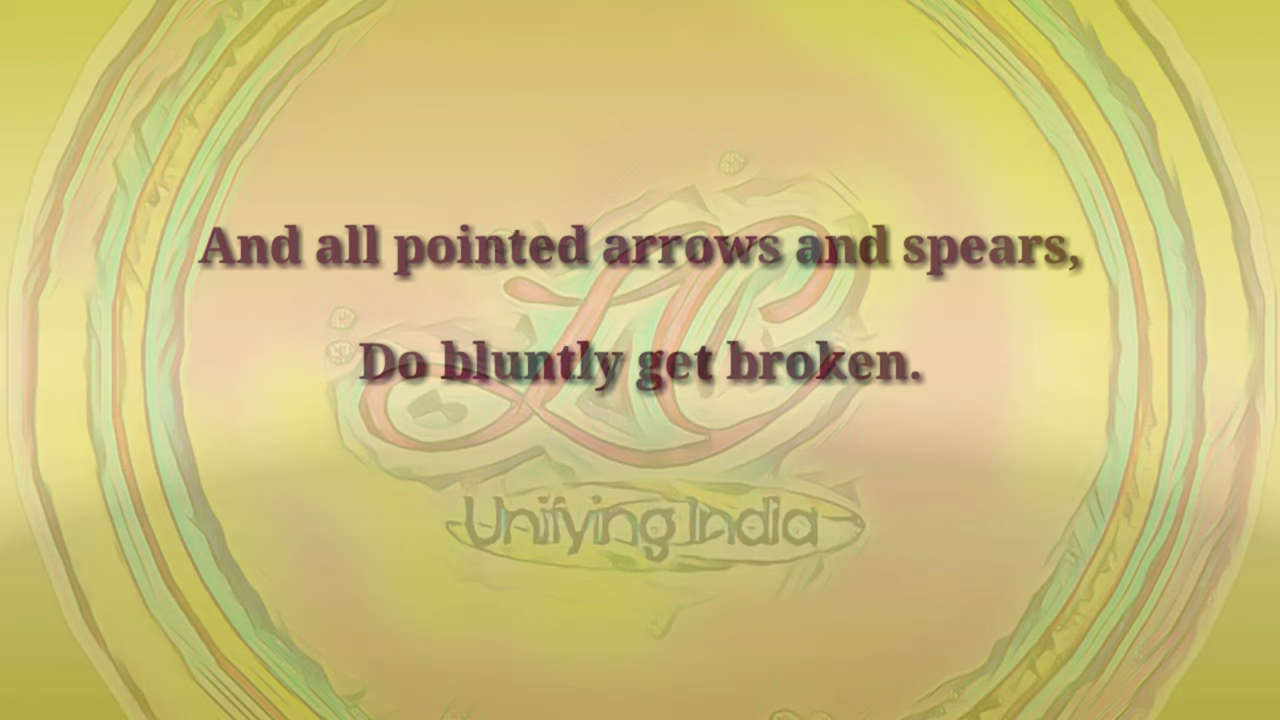 And all pointed arrows and spears,
Do bluntly get broken.
Unifying India